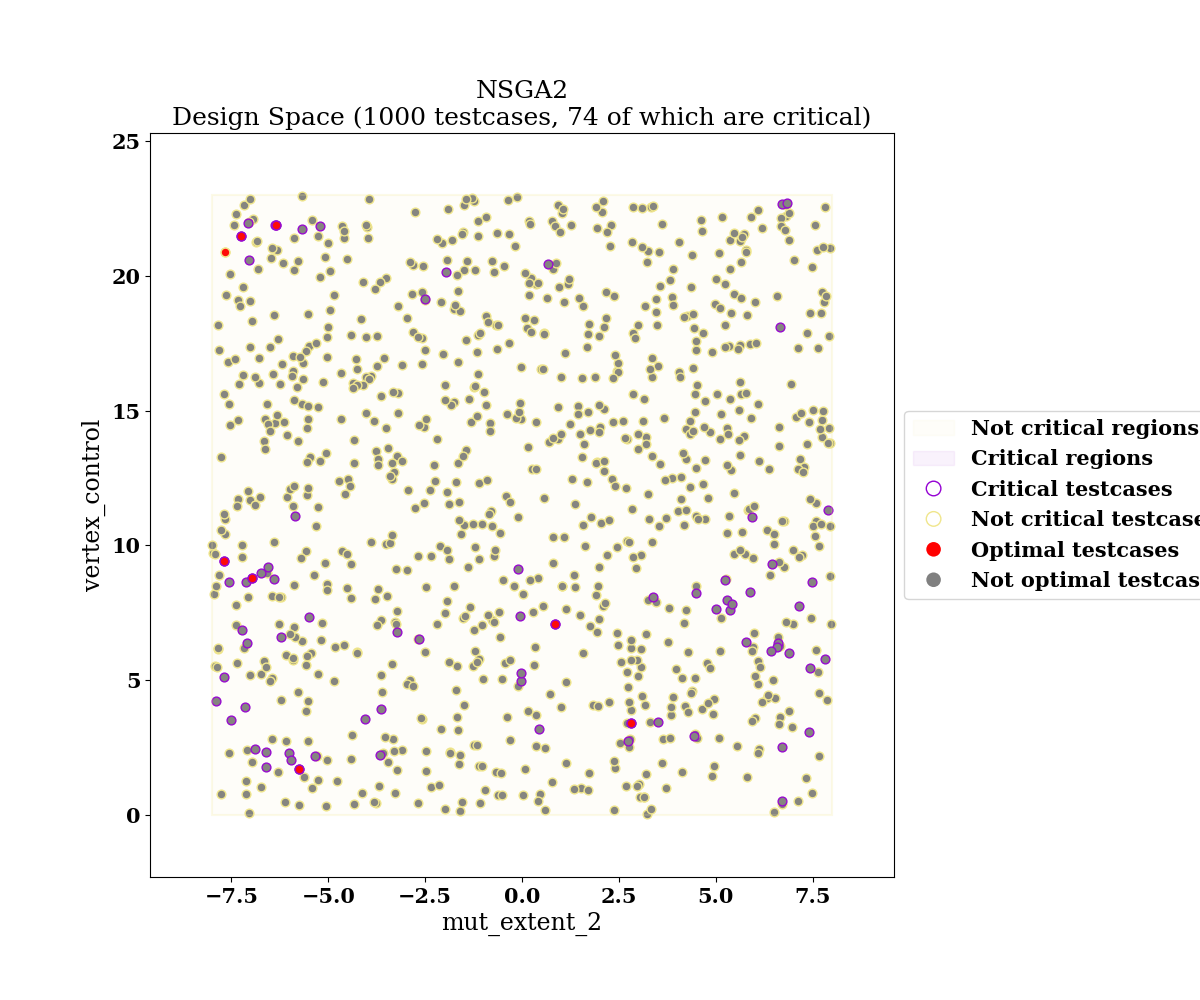 NSGA2
Design Space (1000 testcases, 74 of which are critical)
25
20
15
10
5
0
vertex_control
−7.5 −5.0 −2.5 0.0 2.5 5.0 7.5
mut_extent_2
Not critical regions
Critical regions
Critical testcases
Not critical testcase
Optimal testcases
Not optimal testcas